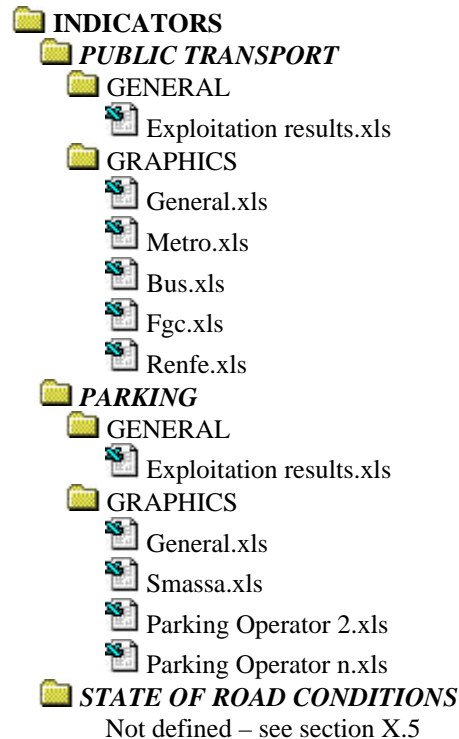 INDICATORS
PUBLIC TRANSPORT
GENERAL
Exploitation results.xls
GRAPHICS
General.xls
Metro.xls
Bus.xls
Fgc.xls
Renfe.xls
PARKING
GENERAL
Exploitation results.xls
GRAPHICS
General.xls
Smassa.xls
Parking Operator 2.xls
Parking Operator n.xls
STATE OF ROAD CONDITIONS
Not defined – see section X.5